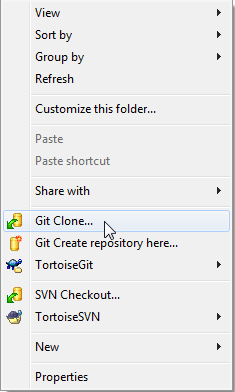 View
Sort by
Group by
Refresh
Customize this folder...
Paste
Paste shortcut
Share with
Git Clone...
Git Create repository here...
TortoiseGit
SVN Checkout...
TortoiseSVN
New
Properties